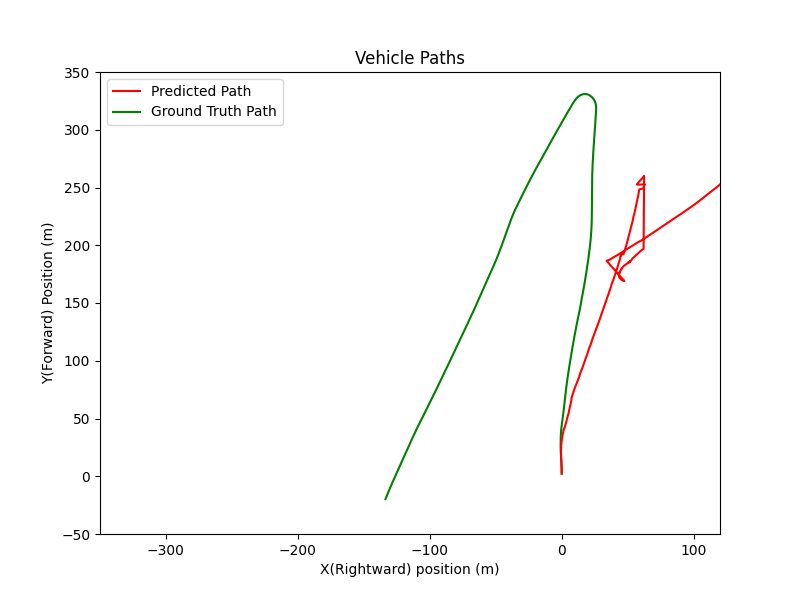 Vehicle Paths
Predicted Path
Ground Truth Path
350
300
250
200
150
100
50
0
−50
Y(Forward) Position (m)
−300
−200
−100
0
100
X(Rightward) position (m)